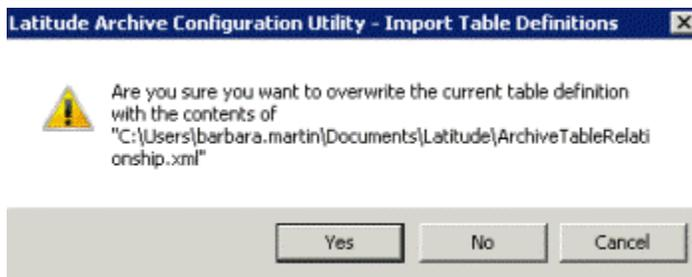 Latitude Archive Configuration Utility - Import Table Definitions
Are you sure you want to overwrite the current table definition
with the contents of
"C:\Users\barbara.martin\Documents\Latitude\ArchiveTableRelati
onship.xml"
Yes No Cancel